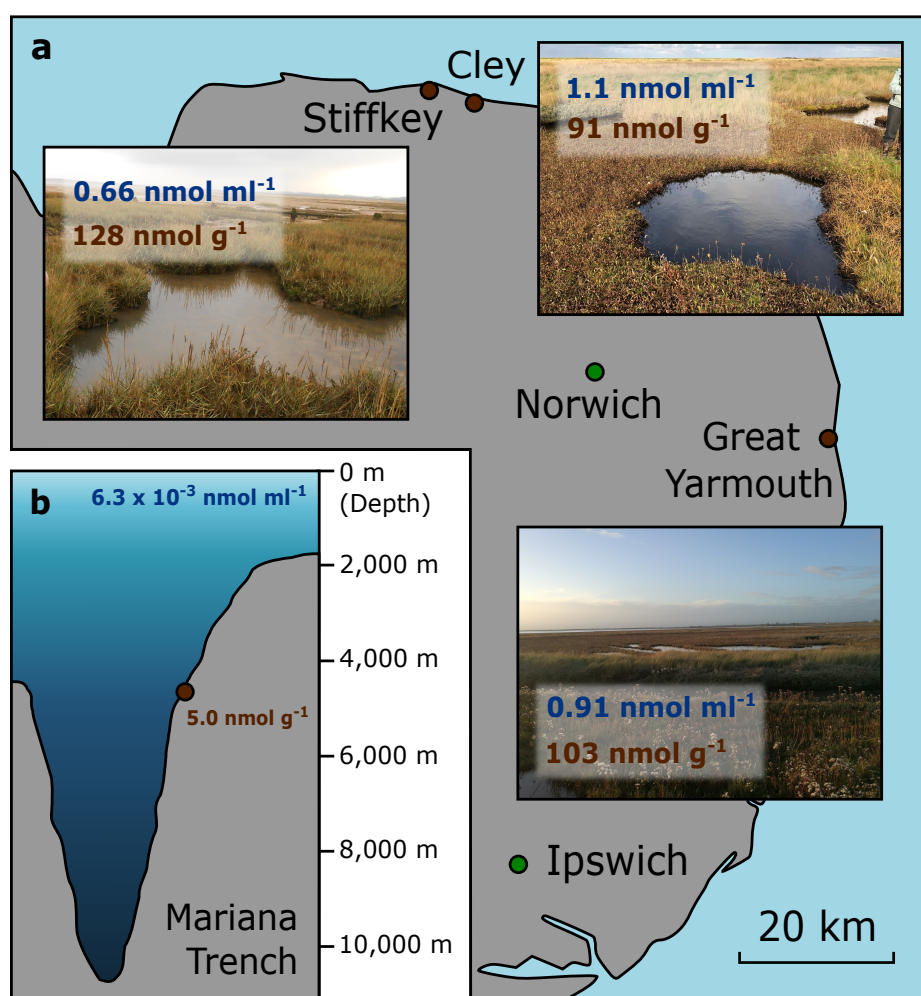 a
Cley
Stiffkey
1.1 nmol ml⁻¹
91 nmol g⁻¹
0.66 nmol ml⁻¹
128 nmol g⁻¹
Norwich
Great
Yarmouth
0.91 nmol ml⁻¹
103 nmol g⁻¹
Ipswich
20 km
b
6.3 x 10⁻³ nmol ml⁻¹
0 m
(Depth)
2,000 m
4,000 m
5.0 nmol g⁻¹
6,000 m
8,000 m
10,000 m
Mariana
Trench